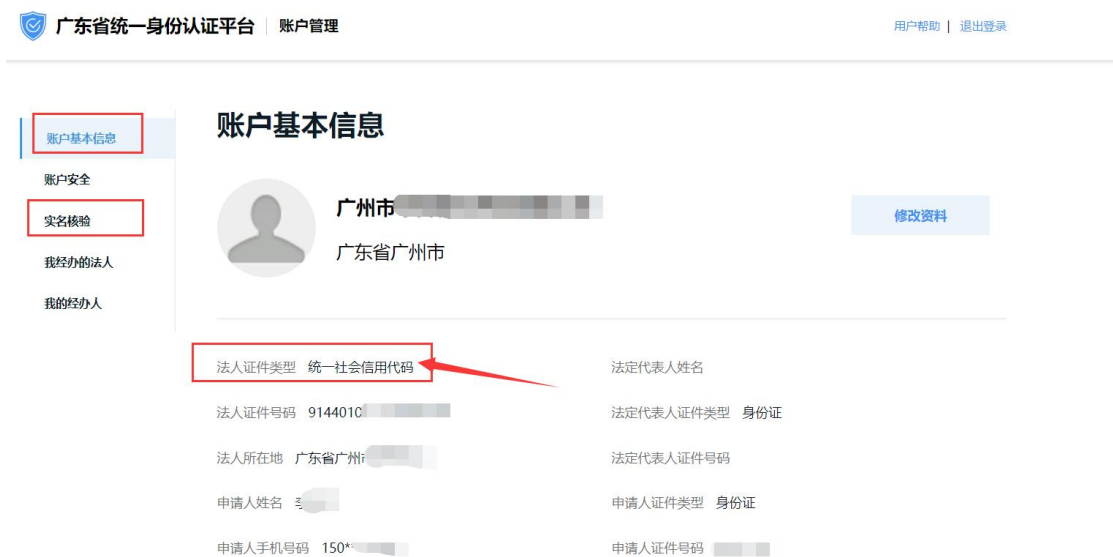 广东省统一身份认证平台 账户管理 用户帮助 | 退出登录
账户基本信息
账户基本信息
账户安全
实名核验
我经办的法人
我的经办人
广州市
广东省广州市
修改资料
法人证件类型 统一社会信用代码 法定代表人姓名
法人证件号码 9144010 法定代表人证件类型 身份证
法人所在地 广东省广州 法定代表人证件号码
申请人姓名 申请人证件类型 身份证
申请人手机号码 150* 申请人证件号码